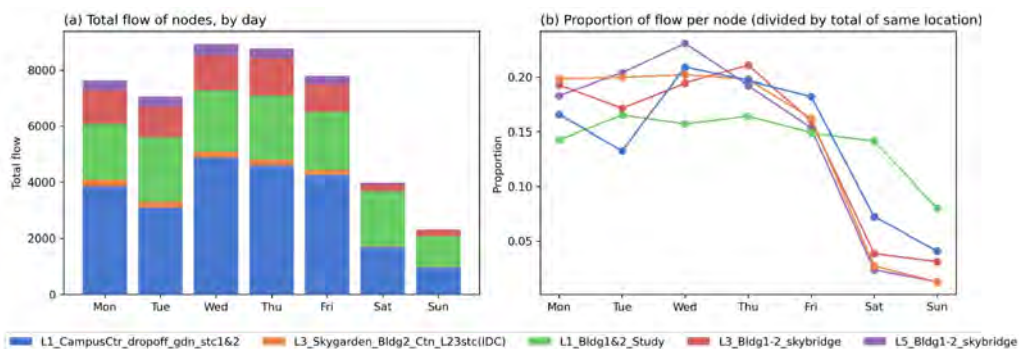 (a) Total flow of nodes, by day
(b) Proportion of flow per node (divided by total of same location)
Total flow
8000
6000
4000
2000
0
Mon Tue Wed Thu Fri Sat Sun
Proportion
0.20
0.15
0.10
0.05
Mon Tue Wed Thu Fri Sat Sun
L1_CampusCtr_dropoff_gdn_stc1&2 L3_Skygarden_Bldg2_Ctn_L23stc(IDC) L1_Bldg1&2_Study L3_Bldg1-2_skybridge L5_Bldg1-2_skybridge